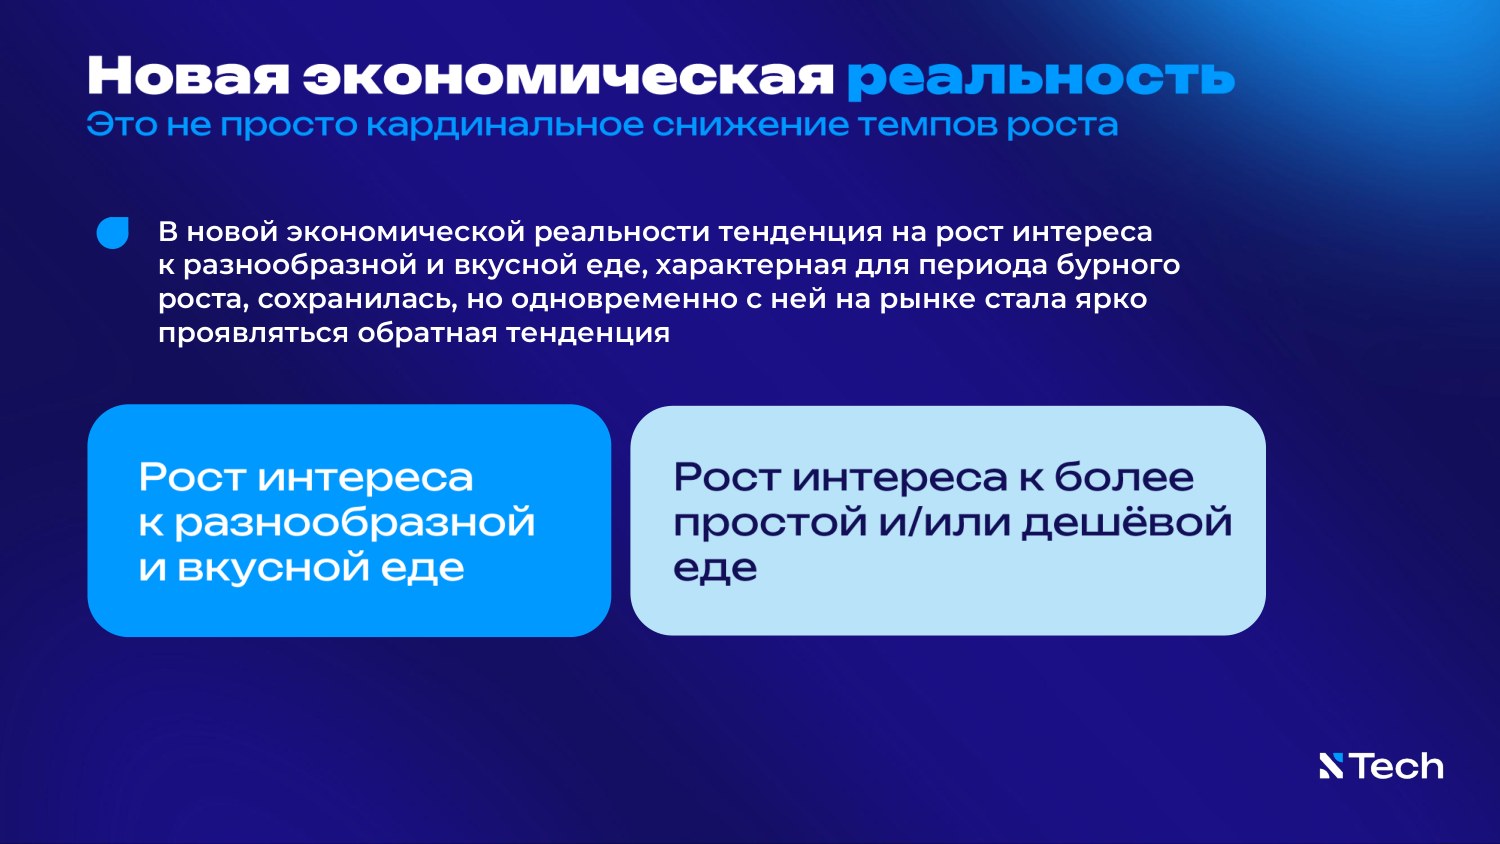 Новая экономическая реальность
Это не просто кардинальное снижение темпов роста
В новой экономической реальности тенденция на рост интереса
к разнообразной и вкусной еде, характерная для периода бурного
роста, сохранилась, но одновременно с ней на рынке стала ярко
проявляться обратная тенденция
Рост интереса
к разнообразной
и вкусной еде
Рост интереса к более
простой и/или дешёвой
еде
Tech